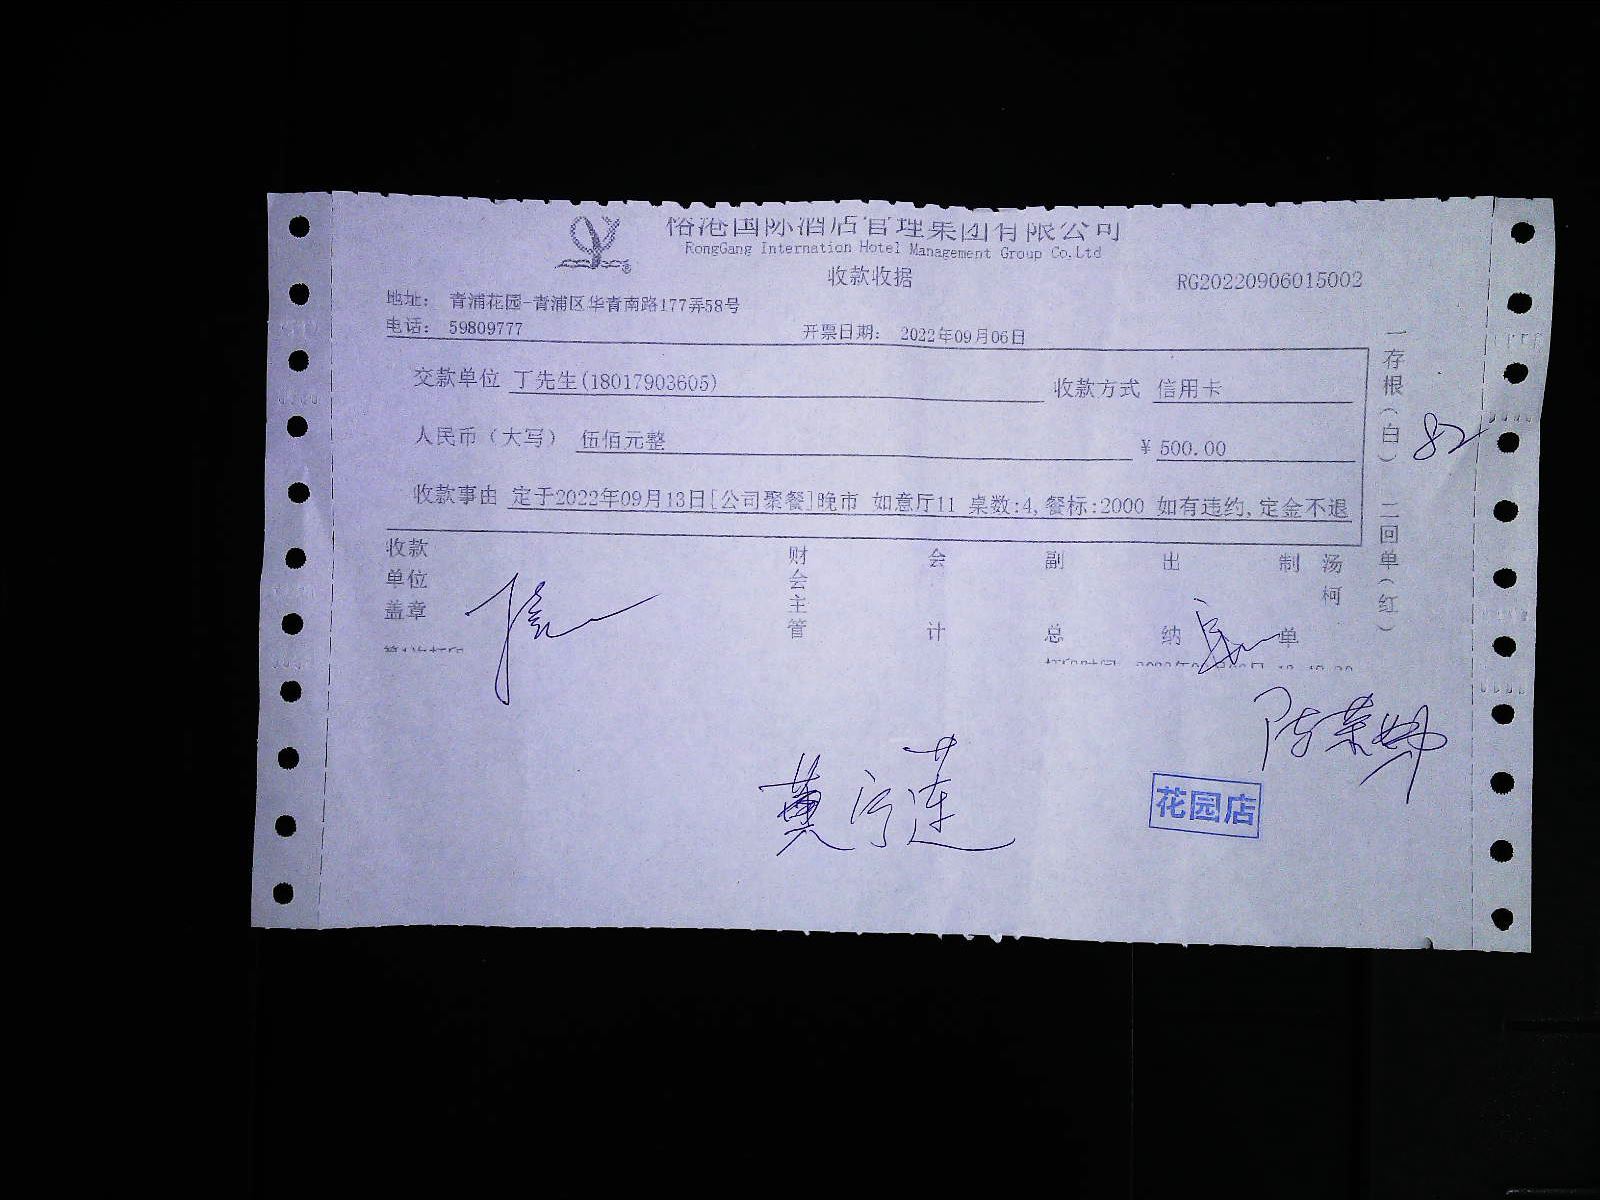 港国际酒店管理集团有限公司
RongGang Internation Hotel Management Group Co.Ltd
收款收据
RG20220906015002
地址： 青浦花园-青浦区华青南路177弄58号
电话： 59809777
开票日期： 2022年09月06日
交款单位 丁先生(18017903605)
收款方式 信用卡
人民币（大写） 伍佰元整
¥ 500.00
收款事由 定于2022年09月13日[公司聚餐]晚市 如意厅11 桌数:4,餐标:2000 如有违约,定金不退
一存根（白） 二回单（红）
82
收款单位盖章
财会主管
会计
副总
出纳
制单
汤柯
花园店